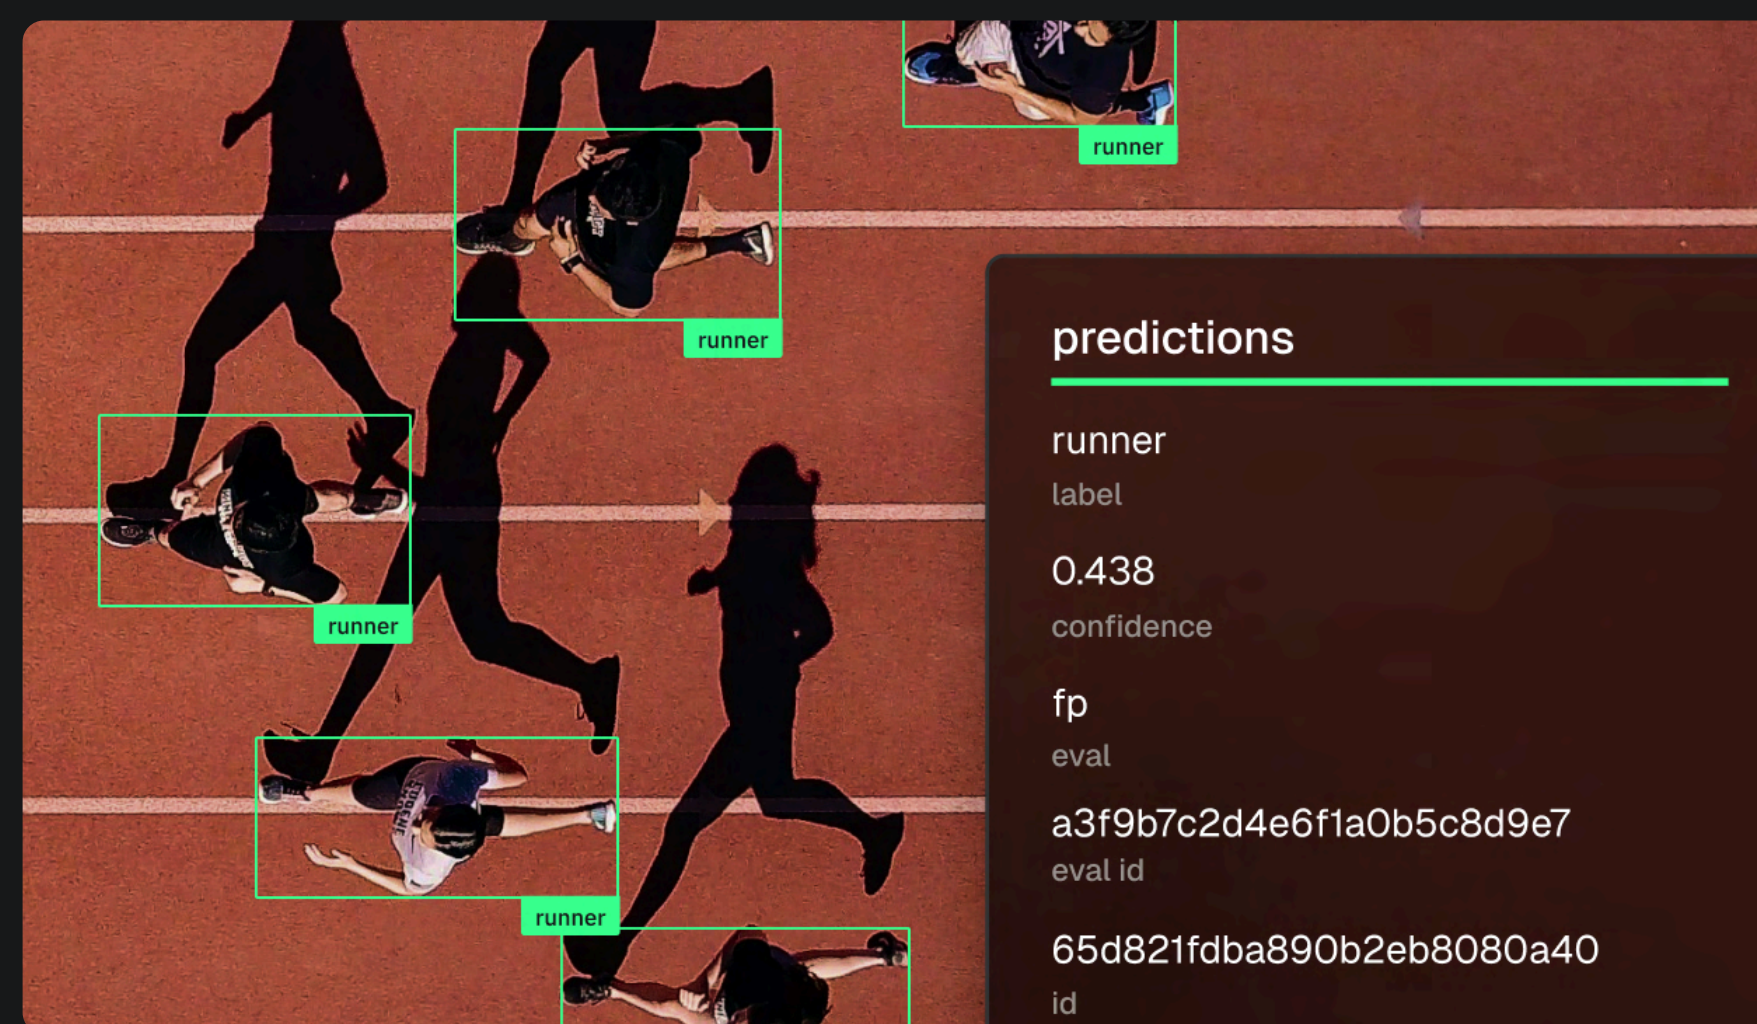 runner
runner
runner
runner
predictions
runner
label
0.438
confidence
fp
eval
a3f9b7c2d4e6f1a0b5c8d9e7
eval id
65d821fdba890b2eb8080a40
id